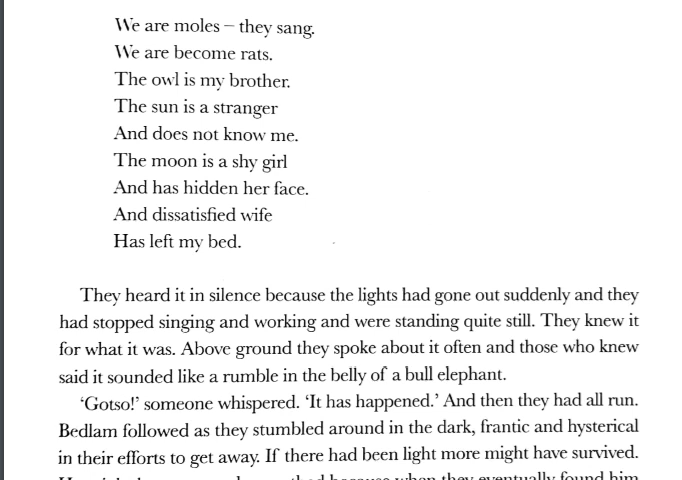 We are moles – they sang.
We are become rats.
The owl is my brother.
The sun is a stranger
And does not know me.
The moon is a shy girl
And has hidden her face.
And dissatisfied wife
Has left my bed.
They heard it in silence because the lights had gone out suddenly and they
had stopped singing and working and were standing quite still. They knew it
for what it was. Above ground they spoke about it often and those who knew
said it sounded like a rumble in the belly of a bull elephant.
‘Gotso!’ someone whispered. ‘It has happened.’ And then they had all run.
Bedlam followed as they stumbled around in the dark, frantic and hysterical
in their efforts to get away. If there had been light more might have survived.
because when they eventually found him